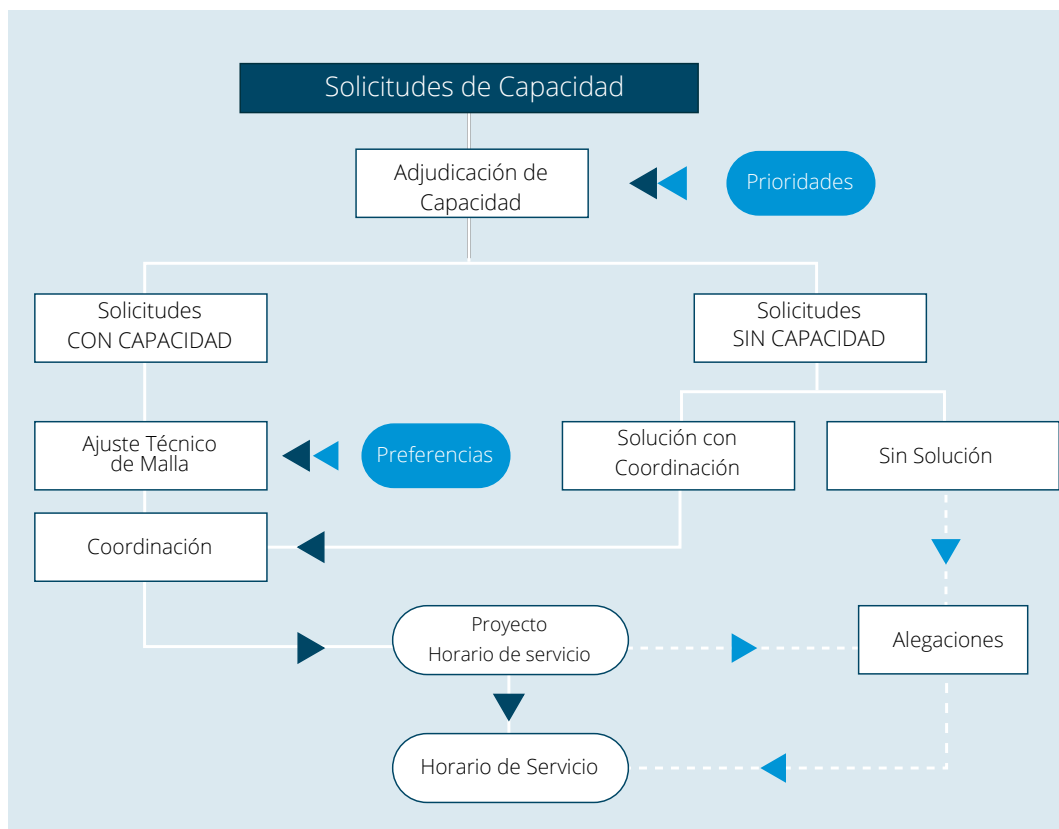 Solicitudes de Capacidad
Adjudicación de
Capacidad
Prioridades
Solicitudes
CON CAPACIDAD
Solicitudes
SIN CAPACIDAD
Ajuste Técnico
de Malla
Preferencias
Solución con
Coordinación
Sin Solución
Coordinación
Proyecto
Horario de servicio
Alegaciones
Horario de Servicio